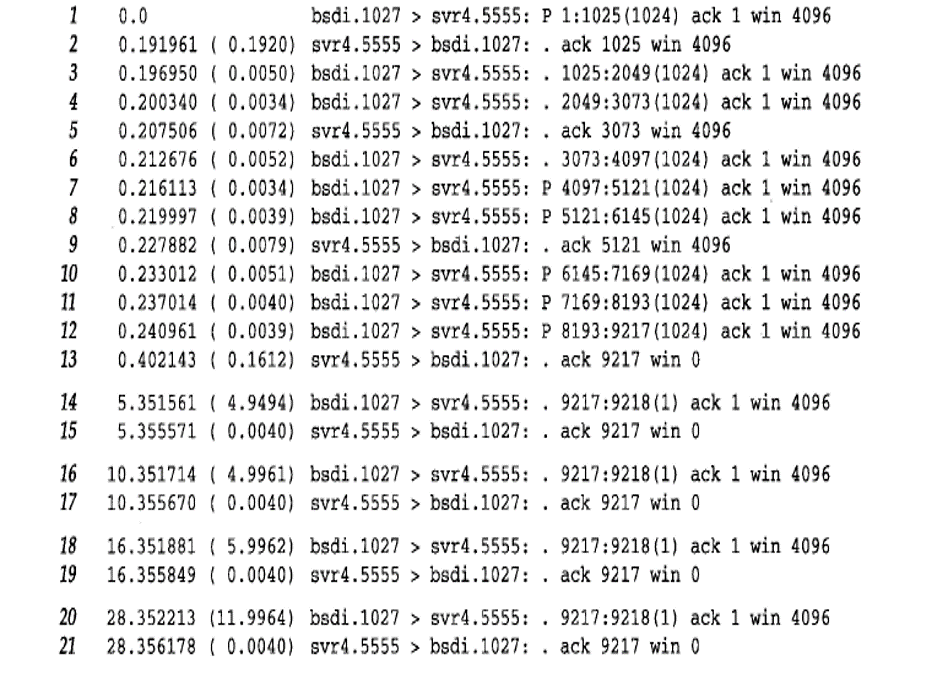 1 0.0 bsdi.1027 > svr4.5555: P 1:1025(1024) ack 1 win 4096
2 0.191961 ( 0.1920) svr4.5555 > bsdi.1027: . ack 1025 win 4096
3 0.196950 ( 0.0050) bsdi.1027 > svr4.5555: . 1025:2049(1024) ack 1 win 4096
4 0.200340 ( 0.0034) bsdi.1027 > svr4.5555: . 2049:3073(1024) ack 1 win 4096
5 0.207506 ( 0.0072) svr4.5555 > bsdi.1027: . ack 3073 win 4096
6 0.212676 ( 0.0052) bsdi.1027 > svr4.5555: . 3073:4097(1024) ack 1 win 4096
7 0.216113 ( 0.0034) bsdi.1027 > svr4.5555: P 4097:5121(1024) ack 1 win 4096
8 0.219997 ( 0.0039) bsdi.1027 > svr4.5555: P 5121:6145(1024) ack 1 win 4096
9 0.227882 ( 0.0079) svr4.5555 > bsdi.1027: . ack 5121 win 4096
10 0.233012 ( 0.0051) bsdi.1027 > svr4.5555: P 6145:7169(1024) ack 1 win 4096
11 0.237014 ( 0.0040) bsdi.1027 > svr4.5555: P 7169:8193(1024) ack 1 win 4096
12 0.240961 ( 0.0039) bsdi.1027 > svr4.5555: P 8193:9217(1024) ack 1 win 4096
13 0.402143 ( 0.1612) svr4.5555 > bsdi.1027: . ack 9217 win 0
14 5.351561 ( 4.9494) bsdi.1027 > svr4.5555: . 9217:9218(1) ack 1 win 4096
15 5.355571 ( 0.0040) svr4.5555 > bsdi.1027: . ack 9217 win 0
16 10.351714 ( 4.9961) bsdi.1027 > svr4.5555: . 9217:9218(1) ack 1 win 4096
17 10.355670 ( 0.0040) svr4.5555 > bsdi.1027: . ack 9217 win 0
18 16.351881 ( 5.9962) bsdi.1027 > svr4.5555: . 9217:9218(1) ack 1 win 4096
19 16.355849 ( 0.0040) svr4.5555 > bsdi.1027: . ack 9217 win 0
20 28.352213 (11.9964) bsdi.1027 > svr4.5555: . 9217:9218(1) ack 1 win 4096
21 28.356178 ( 0.0040) svr4.5555 > bsdi.1027: . ack 9217 win 0